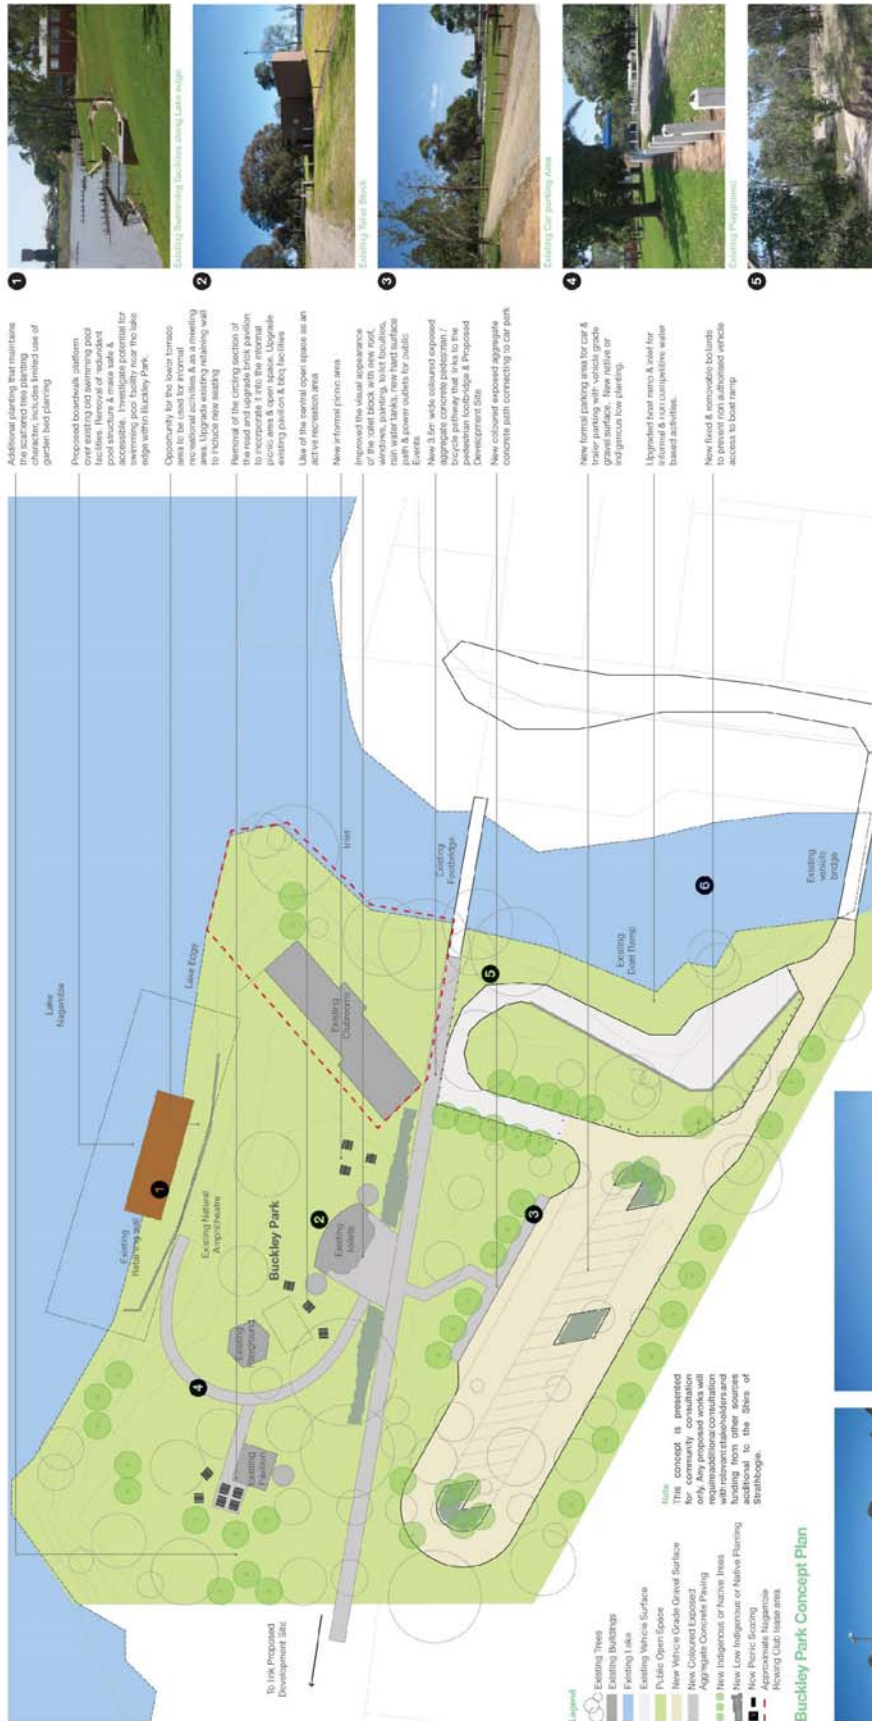 Additional planting that maintains
the scattered tree planting
character, includes limited use of
garden bed planting
Proposed boardwalk platform
over existing old swimming pool
facilities. Removal of redundant
pool structure & make safe &
accessible. Investigate potential for
swimming pool facility near the lake
edge within Buckley Park.
Opportunity for the lower terrace
area to be used for informal
recreational activities & as a meeting
area. Upgrade existing retaining wall
to include new seating
Removal of the circling section of
the road and upgrade brick pavilion
to incorporate it into the informal
picnic area & open space. Upgrade
existing pavilion & bbq facilities
Use of the central open space as an
active recreation area
New informal picnic area
Improved the visual appearance
of the toilet block with new roof,
windows, painting, toilet facilities,
rain water tanks, new hard surface
path & power outlets for public
Events
New 3.5m wide coloured exposed
aggregate concrete pedestrian /
bicycle pathway that links to the
pedestrian footbridge & Proposed
Development Site
New coloured exposed aggregate
concrete path connecting to car park
New formal parking area for car &
trailer parking with vehicle grade
gravel surface. New native or
indigenous low planting.
Upgraded boat ramp & inlet for
informal & non competitive water
based activities.
New fixed & removable bollards
to prevent non authorised vehicle
access to boat ramp
1
Existing Swimming facilities along Lake edge
2
Existing Toilet Block
3
Existing Car parking Area
4
Existing Playground
5
Lake
Nagambie
Lake Edge
Existing
Retaining wall
1
Existing Natural
Amphitheatre
Buckley Park
2
Existing
toilets
Existing
Playground
4
Existing
Pavilion
Existing
Clubrooms
Inlet
Existing
Footbridge
5
3
6
Existing
Boat Ramp
Existing
vehicle
bridge
To link Proposed
Development Site
Legend
Existing Trees
Existing Buildings
Existing Lake
Existing Vehicle Surface
Public Open Space
New Vehicle Grade Gravel Surface
New Coloured Exposed
Aggregate Concrete Paving
New Indigenous or Native Trees
New Low Indigenous or Native Planting
New Picnic Seating
Approximate Nagambie
Rowing Club lease area
Note
This concept is presented
for community consultation
only. Any proposed works will
require additional consultation
with relevant stakeholders and
funding from other sources
additional to the Shire of
Strathbogie.
Buckley Park Concept Plan